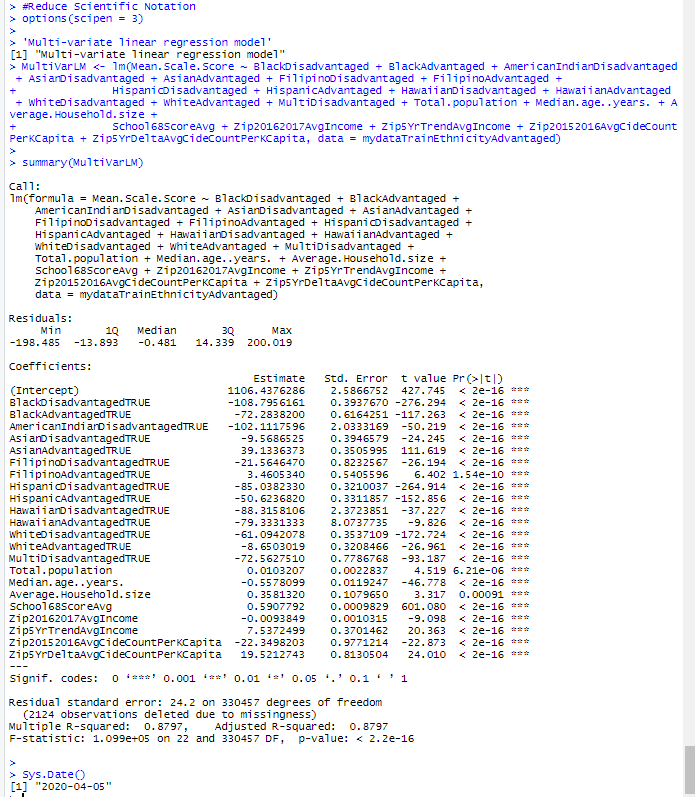 > #Reduce Scientific Notation
> options(scipen = 3)
>
> 'Multi-variate linear regression model'
[1] "Multi-variate linear regression model"
> MultiVarLM <- lm(Mean.Scale.Score ~ BlackDisadvantaged + BlackAdvantaged + AmericanIndianDisadvantaged
 + AsianDisadvantaged + AsianAdvantaged + FilipinoDisadvantaged + FilipinoAdvantaged +
+ HispanicDisadvantaged + HispanicAdvantaged + HawaiianDisadvantaged + HawaiianAdvantaged
 + WhiteDisadvantaged + WhiteAdvantaged + MultiDisadvantaged + Total.population + Median.age..years. + A
verage.Household.size +
+ School68ScoreAvg + Zip20162017AvgIncome + Zip5YrTrendAvgIncome + Zip20152016AvgCideCount
PerKCapita + Zip5YrDeltaAvgCideCountPerKCapita, data = mydataTrainEthnicityAdvantaged)
>
> summary(MultiVarLM)

Call:
lm(formula = Mean.Scale.Score ~ BlackDisadvantaged + BlackAdvantaged +
    AmericanIndianDisadvantaged + AsianDisadvantaged + AsianAdvantaged +
    FilipinoDisadvantaged + FilipinoAdvantaged + HispanicDisadvantaged +
    HispanicAdvantaged + HawaiianDisadvantaged + HawaiianAdvantaged +
    WhiteDisadvantaged + WhiteAdvantaged + MultiDisadvantaged +
    Total.population + Median.age..years. + Average.Household.size +
    School68ScoreAvg + Zip20162017AvgIncome + Zip5YrTrendAvgIncome +
    Zip20152016AvgCideCountPerKCapita + Zip5YrDeltaAvgCideCountPerKCapita,
    data = mydataTrainEthnicityAdvantaged)

Residuals:
     Min       1Q   Median       3Q      Max
-198.485  -13.893   -0.481   14.339  200.019

Coefficients:
Estimate Std. Error t value Pr(>|t|)
(Intercept) 1106.4376286 2.5866752 427.745 < 2e-16 ***
BlackDisadvantagedTRUE -108.7956161 0.3937670 -276.294 < 2e-16 ***
BlackAdvantagedTRUE -72.2838200 0.6164251 -117.263 < 2e-16 ***
AmericanIndianDisadvantagedTRUE -102.1117596 2.0333169 -50.219 < 2e-16 ***
AsianDisadvantagedTRUE -9.5686525 0.3946579 -24.245 < 2e-16 ***
AsianAdvantagedTRUE 39.1336373 0.3505995 111.619 < 2e-16 ***
FilipinoDisadvantagedTRUE -21.5646470 0.8232567 -26.194 < 2e-16 ***
FilipinoAdvantagedTRUE 3.4605340 0.5405596 6.402 1.54e-10 ***
HispanicDisadvantagedTRUE -85.0382330 0.3210037 -264.914 < 2e-16 ***
HispanicAdvantagedTRUE -50.6236820 0.3311857 -152.856 < 2e-16 ***
HawaiianDisadvantagedTRUE -88.3158106 2.3723851 -37.227 < 2e-16 ***
HawaiianAdvantagedTRUE -79.3331333 8.0737735 -9.826 < 2e-16 ***
WhiteDisadvantagedTRUE -61.0942078 0.3537109 -172.724 < 2e-16 ***
WhiteAdvantagedTRUE -8.6503019 0.3208466 -26.961 < 2e-16 ***
MultiDisadvantagedTRUE -72.5627510 0.7786768 -93.187 < 2e-16 ***
Total.population 0.0103207 0.0022837 4.519 6.21e-06 ***
Median.age..years. -0.5578099 0.0119247 -46.778 < 2e-16 ***
Average.Household.size 0.3581320 0.1079650 3.317 0.00091 ***
School68ScoreAvg 0.5907792 0.0009829 601.080 < 2e-16 ***
Zip20162017AvgIncome -0.0093849 0.0010315 -9.098 < 2e-16 ***
Zip5YrTrendAvgIncome 7.5372499 0.3701462 20.363 < 2e-16 ***
Zip20152016AvgCideCountPerKCapita -22.3498203 0.9771214 -22.873 < 2e-16 ***
Zip5YrDeltaAvgCideCountPerKCapita 19.5212743 0.8130504 24.010 < 2e-16 ***
---
Signif. codes:  0 ‘***’ 0.001 ‘**’ 0.01 ‘*’ 0.05 ‘.’ 0.1 ‘ ’ 1

Residual standard error: 24.2 on 330457 degrees of freedom
  (2124 observations deleted due to missingness)
Multiple R-squared:  0.8797,    Adjusted R-squared:  0.8797
F-statistic: 1.099e+05 on 22 and 330457 DF,  p-value: < 2.2e-16

>
> Sys.Date()
[1] "2020-04-05"
>